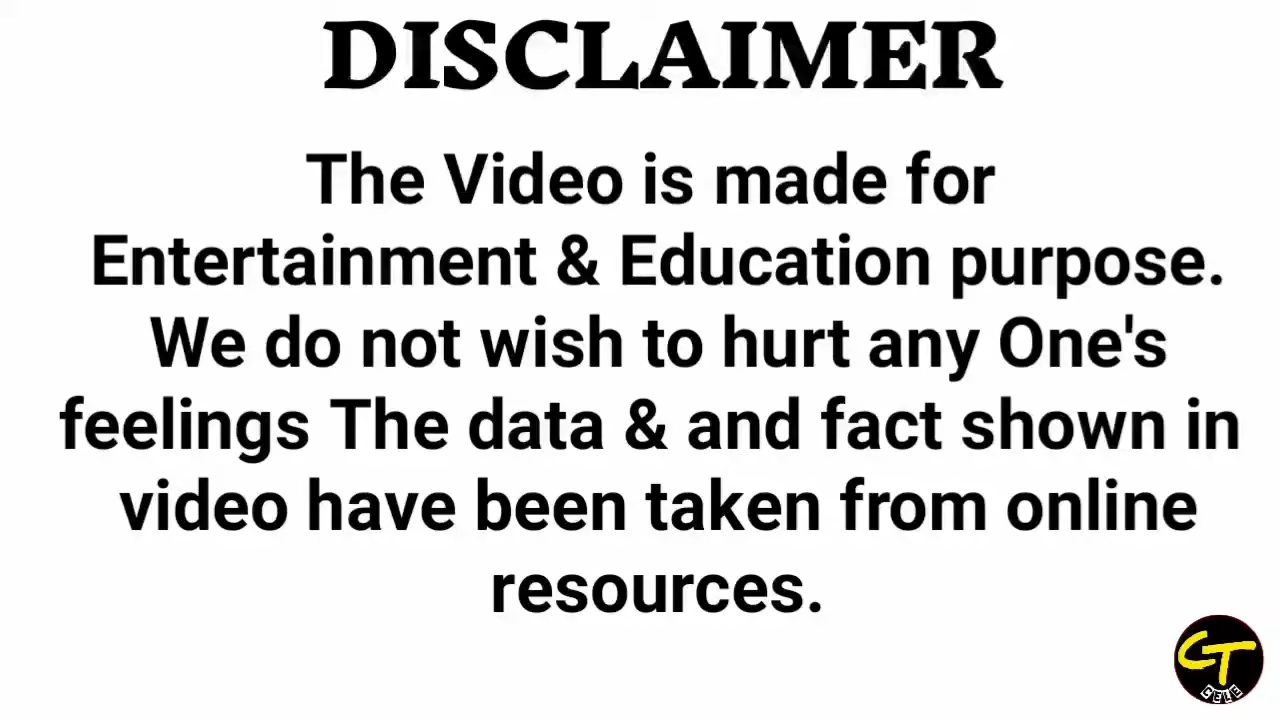 DISCLAIMER
The Video is made for
Entertainment & Education purpose.
We do not wish to hurt any One's
feelings The data & and fact shown in
video have been taken from online
resources.
CT
CELE